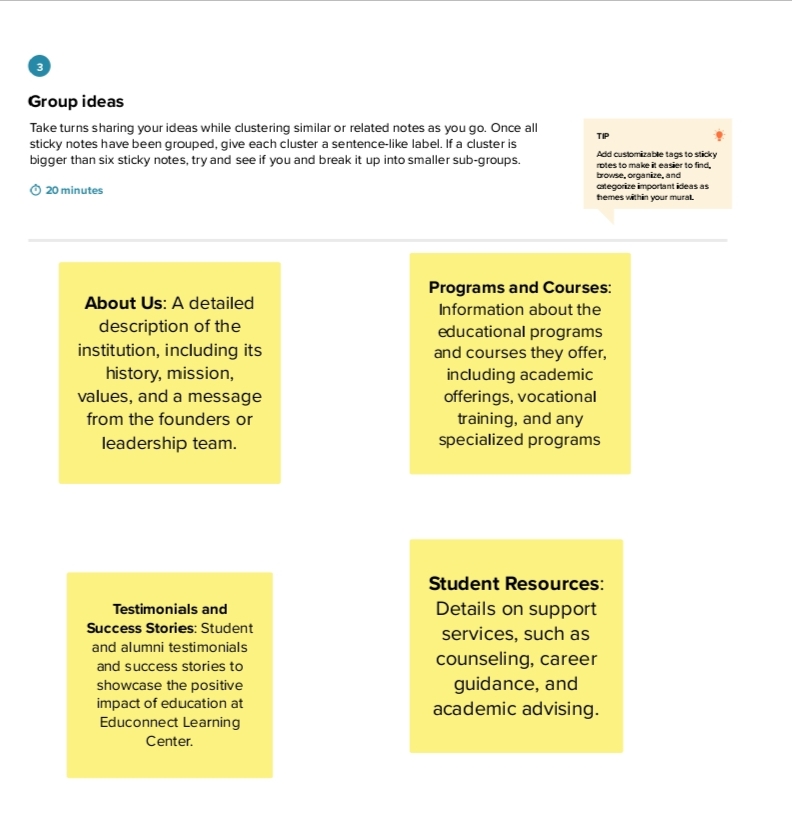 3
Group ideas
Take turns sharing your ideas while clustering similar or related notes as you go. Once all
sticky notes have been grouped, give each cluster a sentence-like label. If a cluster is
bigger than six sticky notes, try and see if you and break it up into smaller sub-groups.
20 minutes
TIP
Add customizable tags to sticky
notes to make it easier to find,
browse, organize, and
categorize important ideas as
themes within your mural.
About Us: A detailed
description of the
institution, including its
history, mission,
values, and a message
from the founders or
leadership team.
Programs and Courses:
Information about the
educational programs
and courses they offer,
including academic
offerings, vocational
training, and any
specialized programs
Testimonials and
Success Stories: Student
and alumni testimonials
and success stories to
showcase the positive
impact of education at
Educonnect Learning
Center.
Student Resources:
Details on support
services, such as
counseling, career
guidance, and
academic advising.